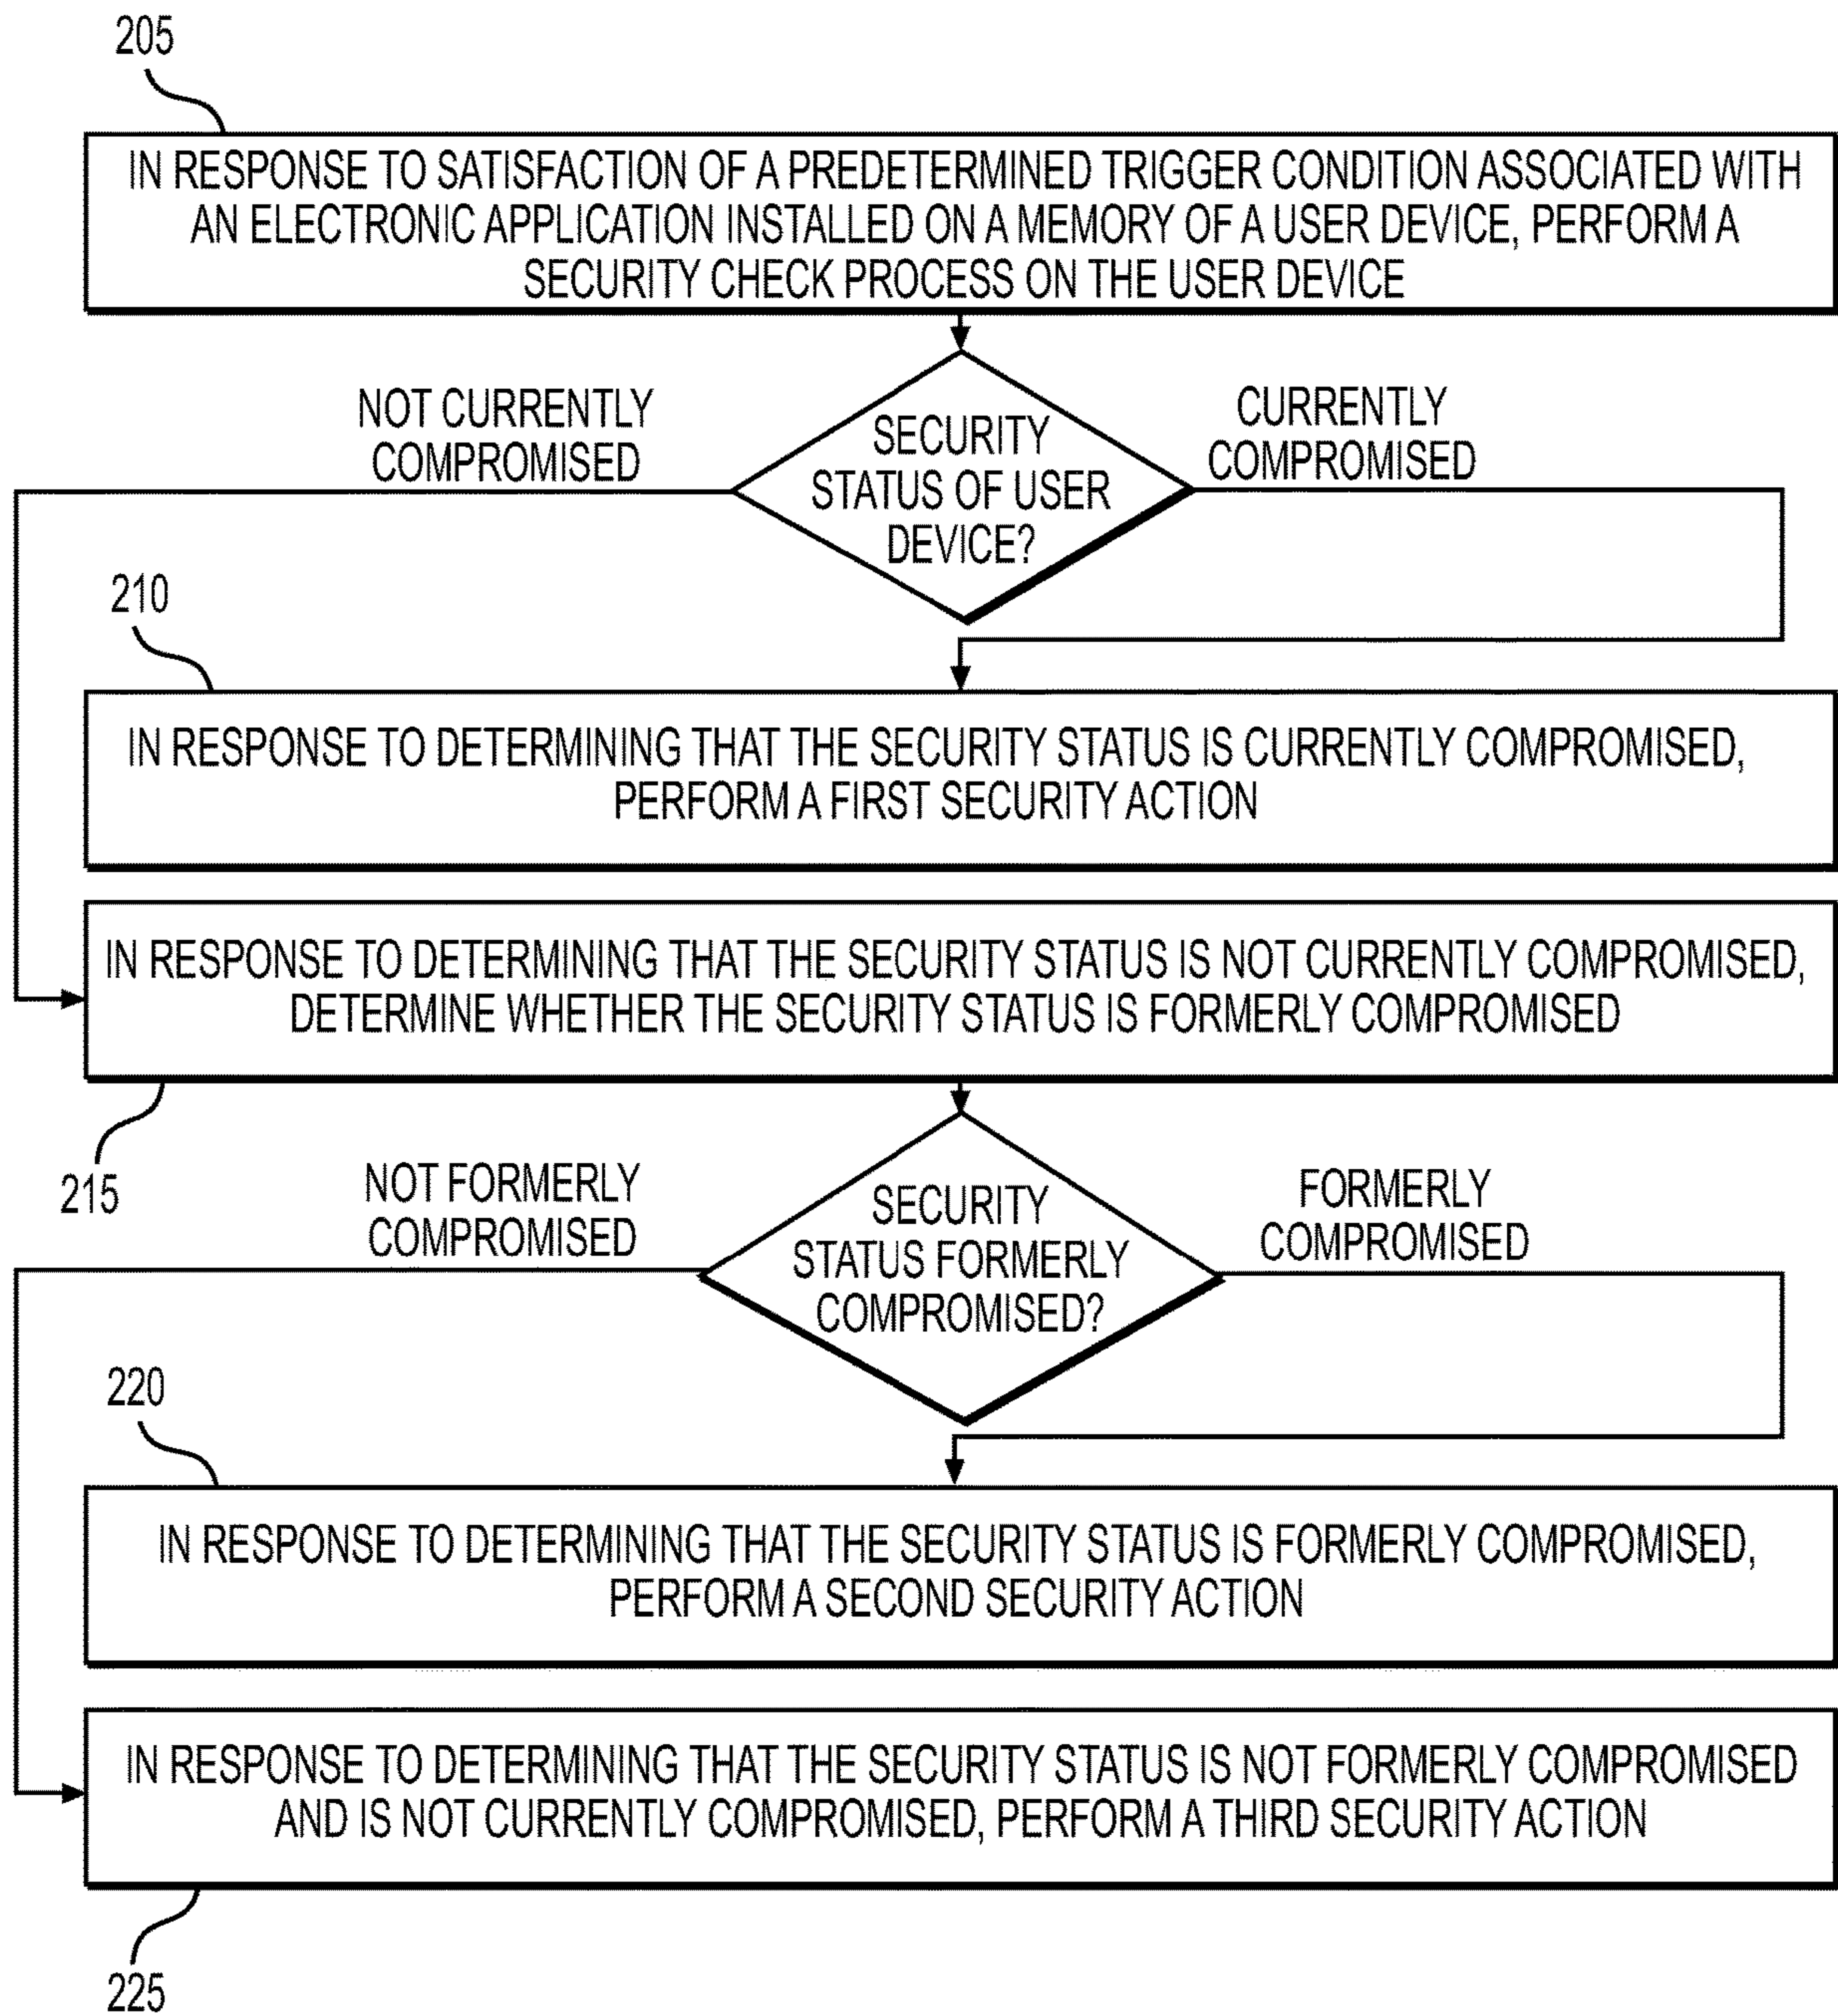 205
IN RESPONSE TO SATISFACTION OF A PREDETERMINED TRIGGER CONDITION ASSOCIATED WITH
AN ELECTRONIC APPLICATION INSTALLED ON A MEMORY OF A USER DEVICE, PERFORM A
SECURITY CHECK PROCESS ON THE USER DEVICE
NOT CURRENTLY
COMPROMISED
SECURITY
STATUS OF USER
DEVICE?
CURRENTLY
COMPROMISED
210
IN RESPONSE TO DETERMINING THAT THE SECURITY STATUS IS CURRENTLY COMPROMISED,
PERFORM A FIRST SECURITY ACTION
IN RESPONSE TO DETERMINING THAT THE SECURITY STATUS IS NOT CURRENTLY COMPROMISED,
DETERMINE WHETHER THE SECURITY STATUS IS FORMERLY COMPROMISED
215
NOT FORMERLY
COMPROMISED
SECURITY
STATUS FORMERLY
COMPROMISED?
FORMERLY
COMPROMISED
220
IN RESPONSE TO DETERMINING THAT THE SECURITY STATUS IS FORMERLY COMPROMISED,
PERFORM A SECOND SECURITY ACTION
IN RESPONSE TO DETERMINING THAT THE SECURITY STATUS IS NOT FORMERLY COMPROMISED
AND IS NOT CURRENTLY COMPROMISED, PERFORM A THIRD SECURITY ACTION
225